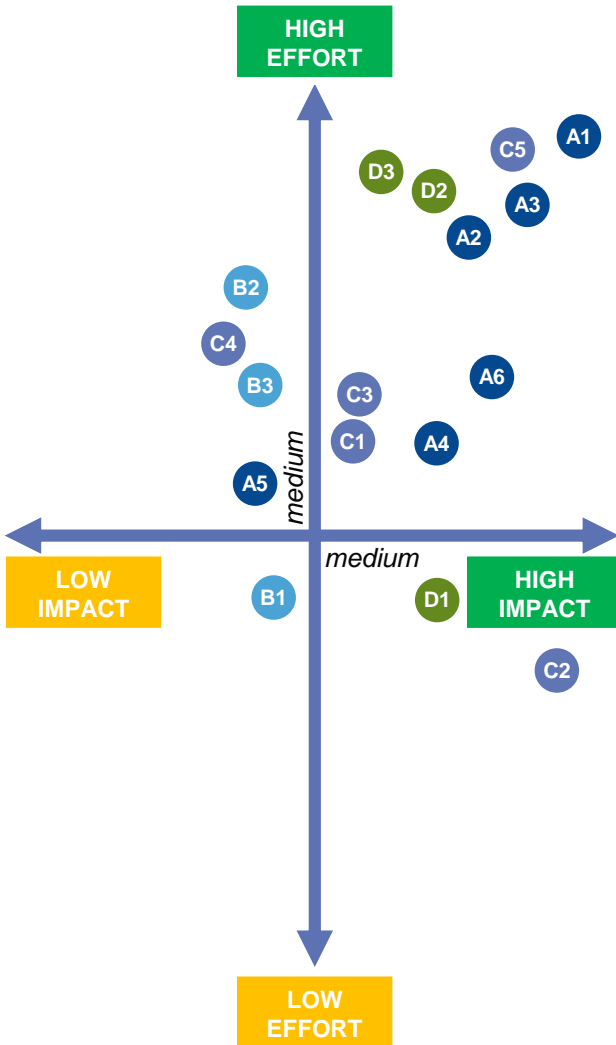 HIGH
EFFORT
A1
C5
D3
D2
A3
A2
B2
C4
B3
A6
C3
C1
A4
A5
medium
medium
LOW
IMPACT
B1
D1
HIGH
IMPACT
C2
LOW
EFFORT